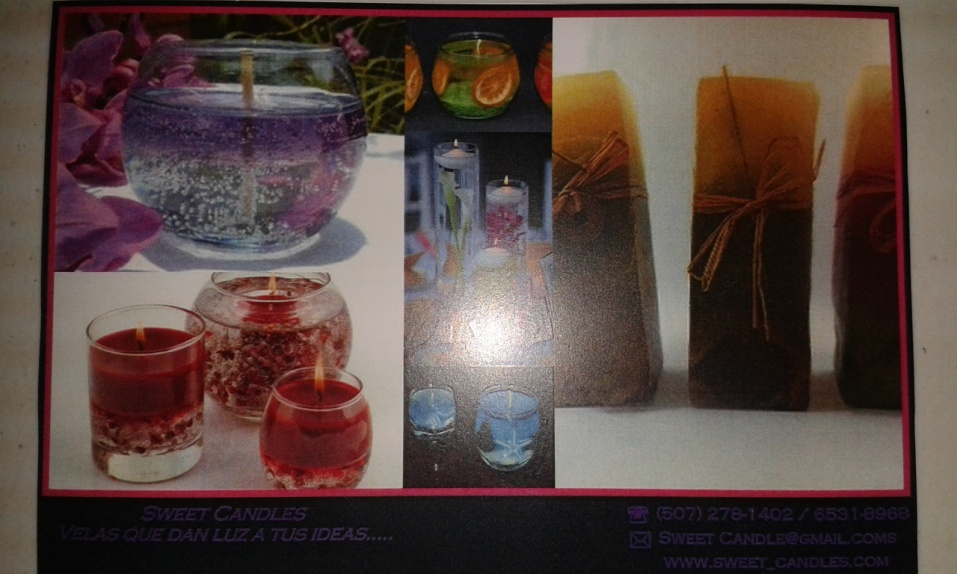 SWEET CANDLES
VELAS QUE DAN LUZ A TUS IDEAS.....
(507) 278-1402 / 6531-8968
SWEET CANDLE@GMAIL.COMS
WWW.SWEET_CANDLES.COM